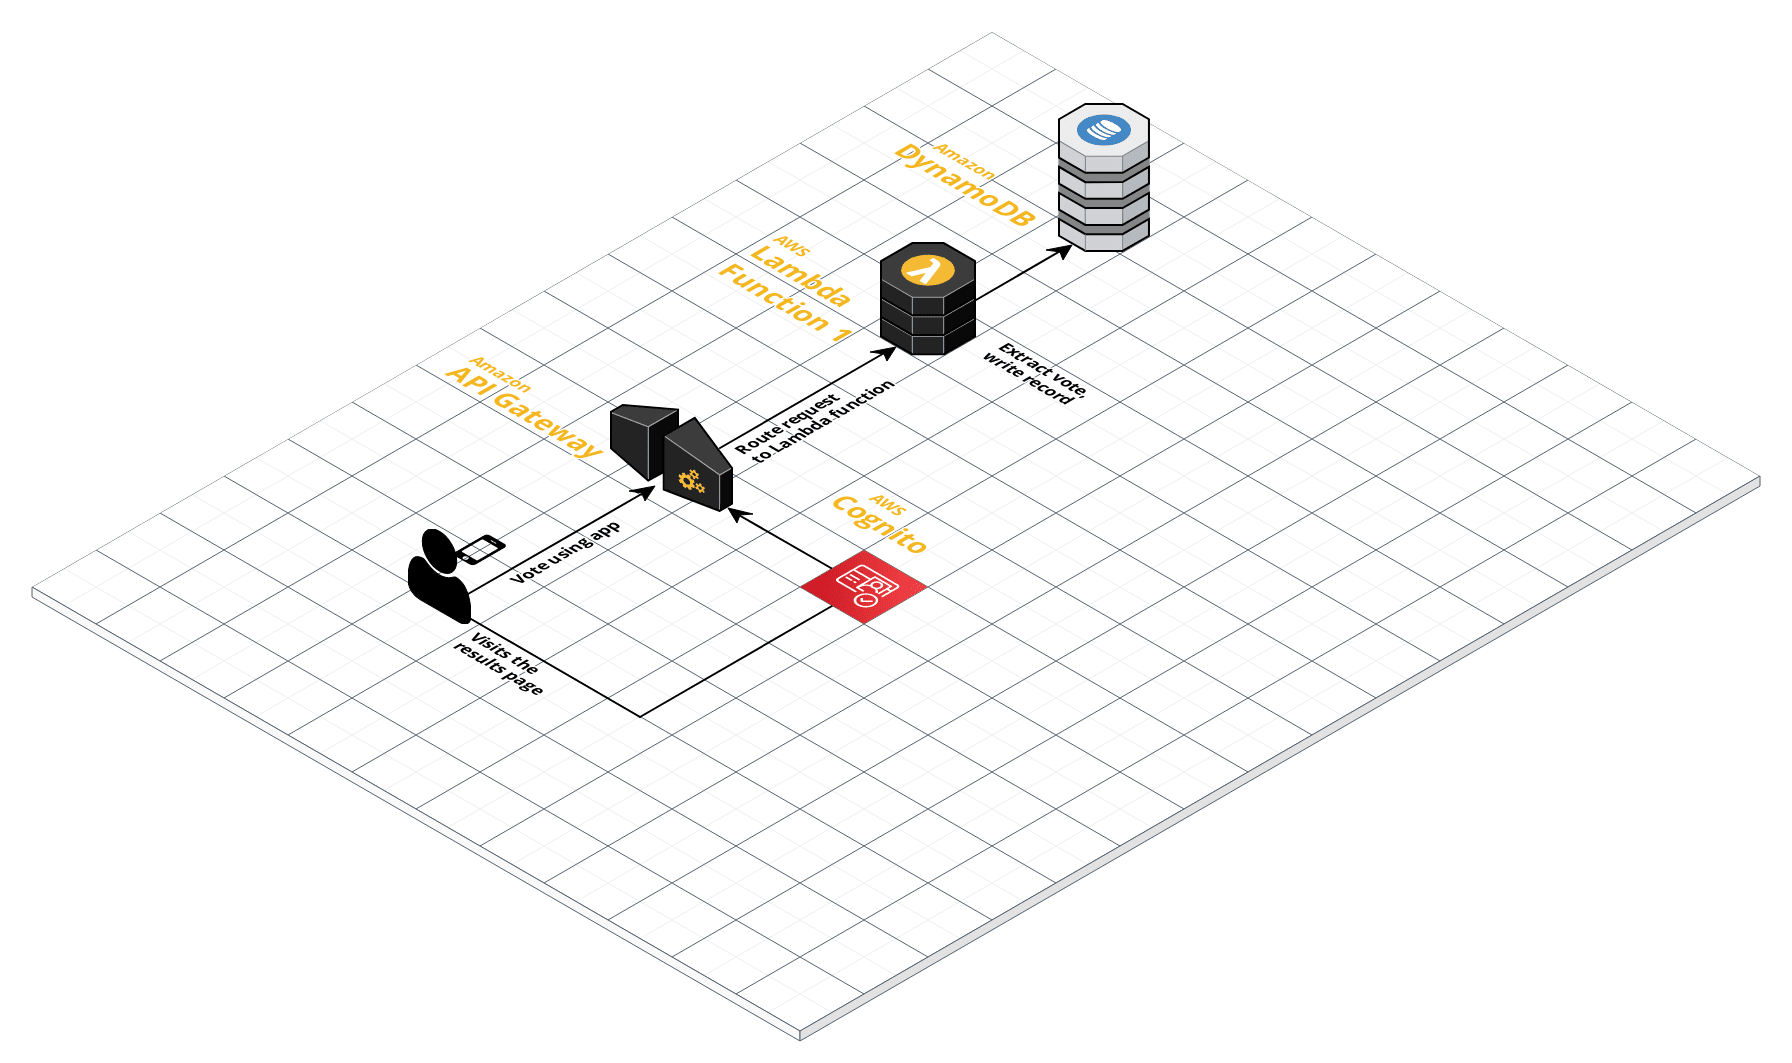 Amazon
DynamoDB
AWS
Lambda
Function 1
Extract vote,
write record
Amazon
API Gateway
Route request
to Lambda function
AWS
Cognito
Vote using app
Visits the
results page